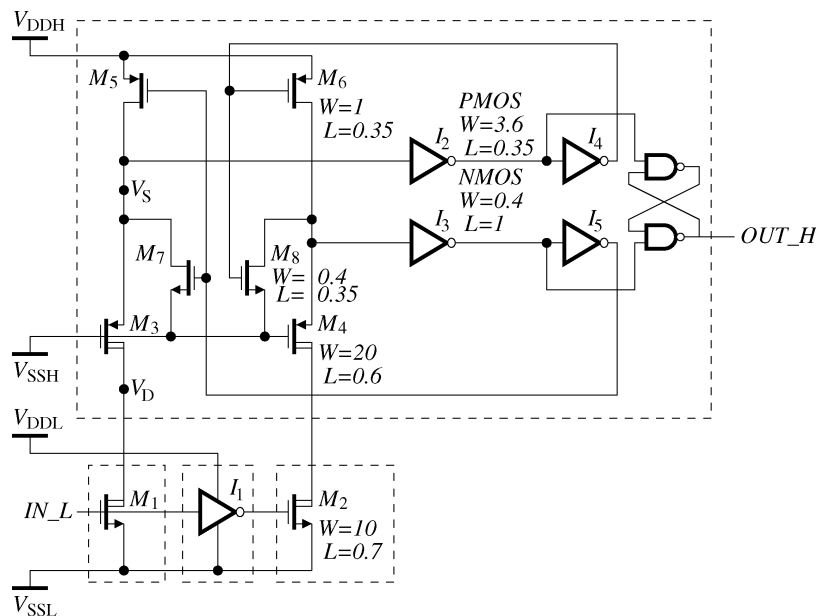 V_DDH
M_5
M_6
W=1
L=0.35
PMOS
W=3.6
L=0.35
I_2
I_4
NMOS
W=0.4
L=1
I_3
I_5
V_S
M_7
M_8
W= 0.4
L= 0.35
OUT_H
M_3
M_4
W=20
L=0.6
V_SSH
V_D
V_DDL
IN_L
M_1
I_1
M_2
W=10
L=0.7
V_SSL